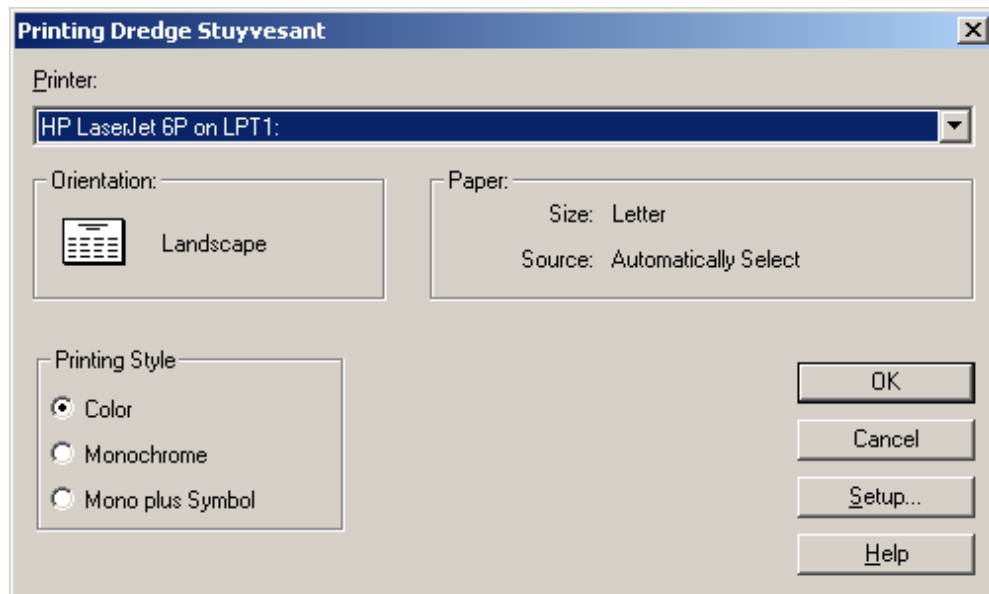 Printing Dredge Stuyvesant
Printer:
HP LaserJet 6P on LPT1:
Orientation:
Landscape
Paper:
Size: Letter
Source: Automatically Select
Printing Style
Color
Monochrome
Mono plus Symbol
OK
Cancel
Setup...
Help